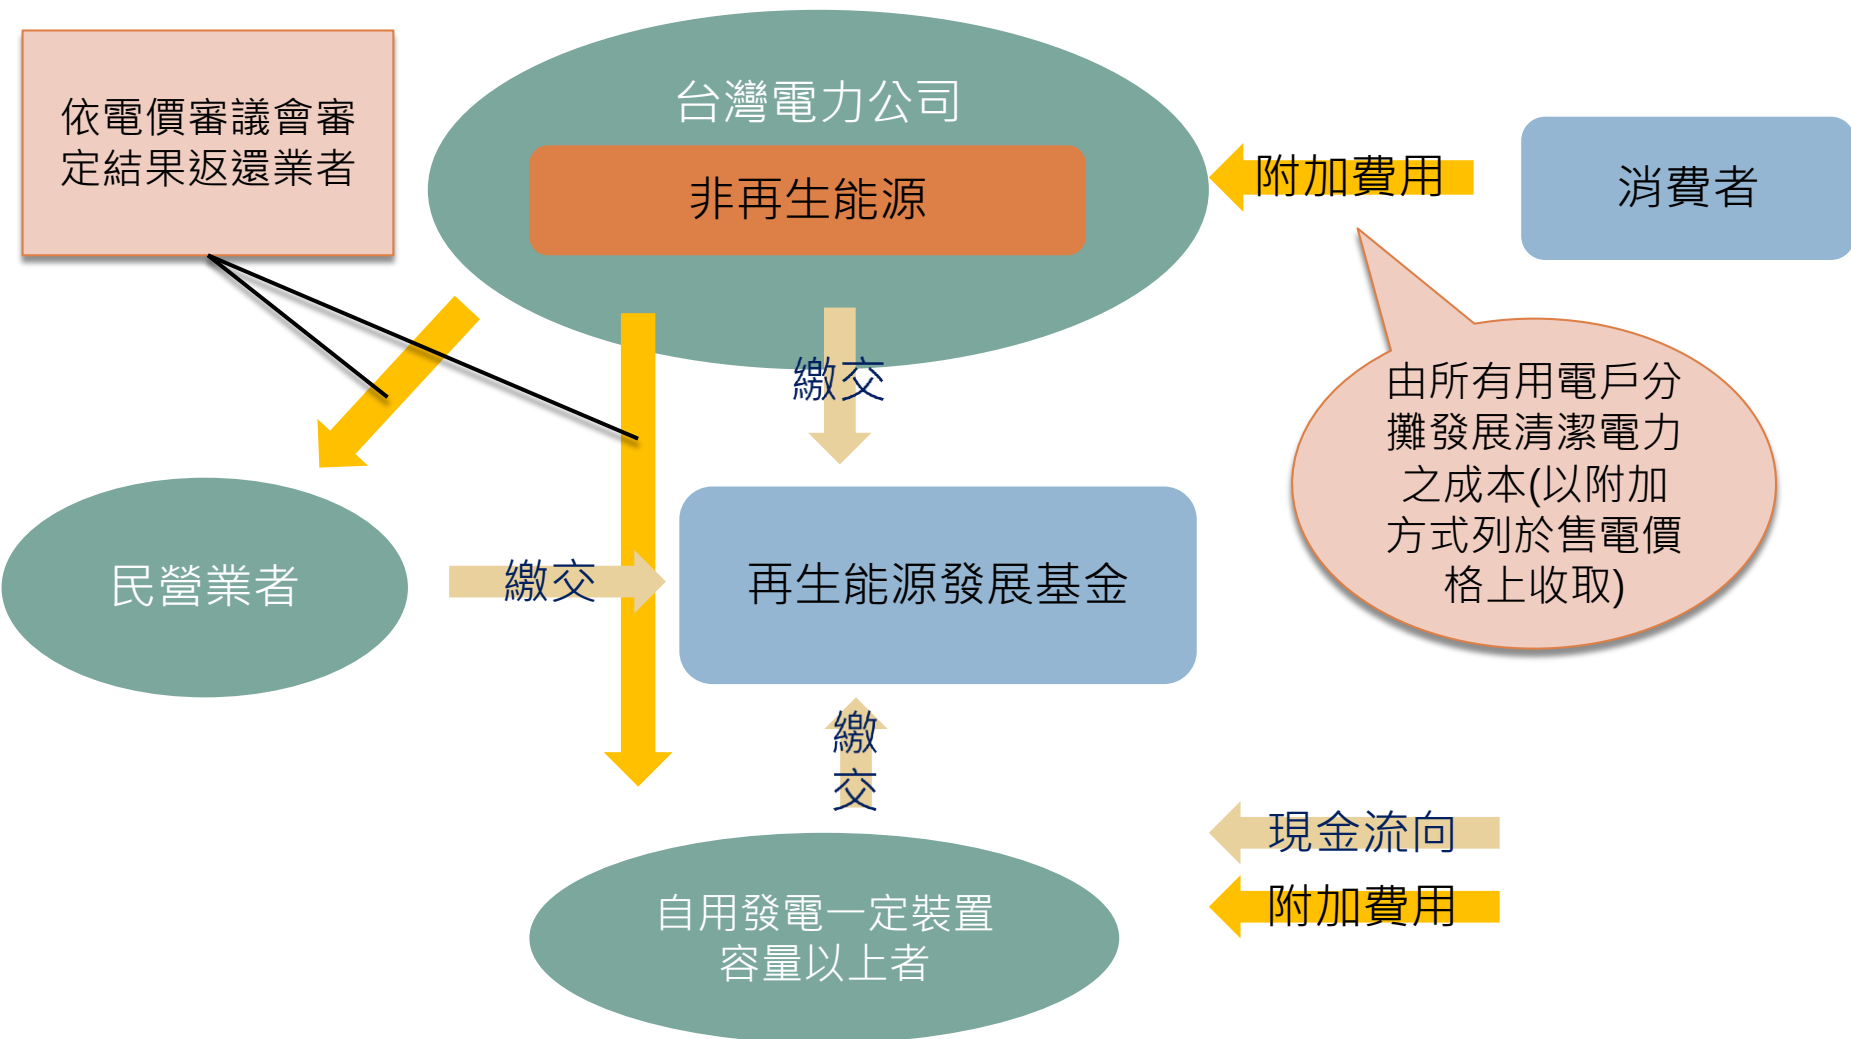 依電價審議會審
定結果返還業者
台灣電力公司
非再生能源
附加費用
消費者
繳交
由所有用電戶分
攤發展清潔電力
之成本(以附加
方式列於售電價
格上收取)
民營業者
繳交
再生能源發展基金
繳
交
現金流向
附加費用
自用發電一定裝置
容量以上者